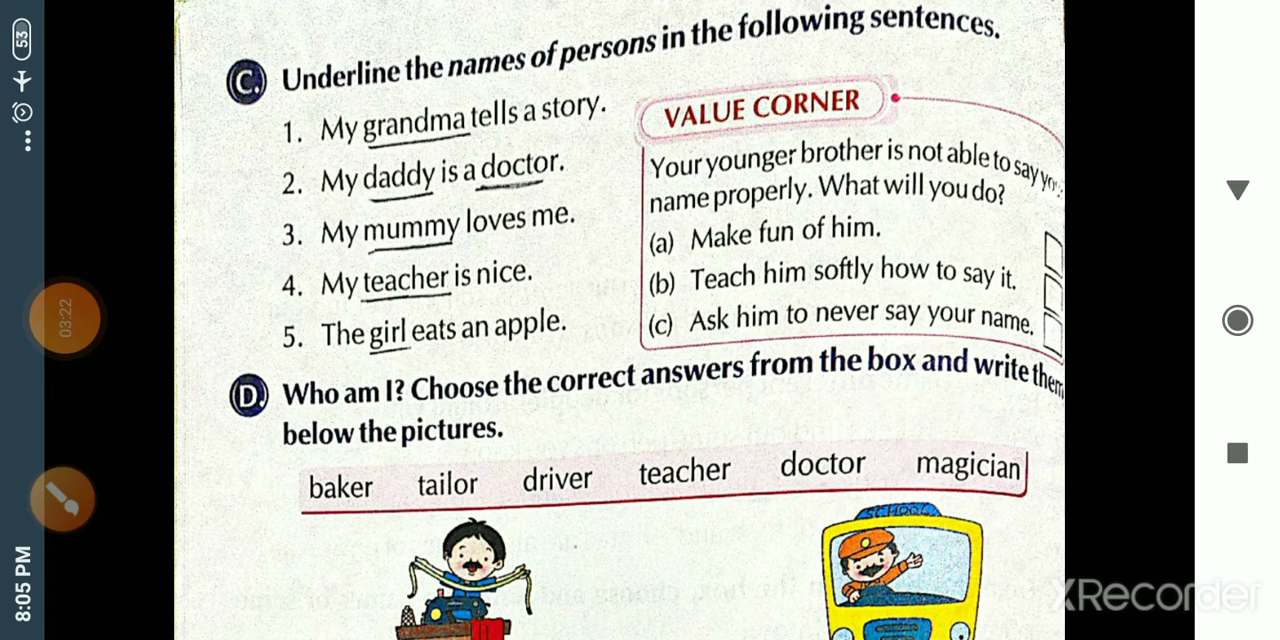 C. Underline the names of persons in the following sentences.
1. My grandma tells a story.
2. My daddy is a doctor.
3. My mummy loves me.
4. My teacher is nice.
5. The girl eats an apple.
VALUE CORNER
Your younger brother is not able to say
name properly. What will you do?
(a) Make fun of him.
(b) Teach him softly how to say it.
(c) Ask him to never say your name.
D. Who am I? Choose the correct answers from the box and write them
below the pictures.
baker tailor driver teacher doctor magician
SCHOOL
53
03:22
8:05 PM
XRecorder